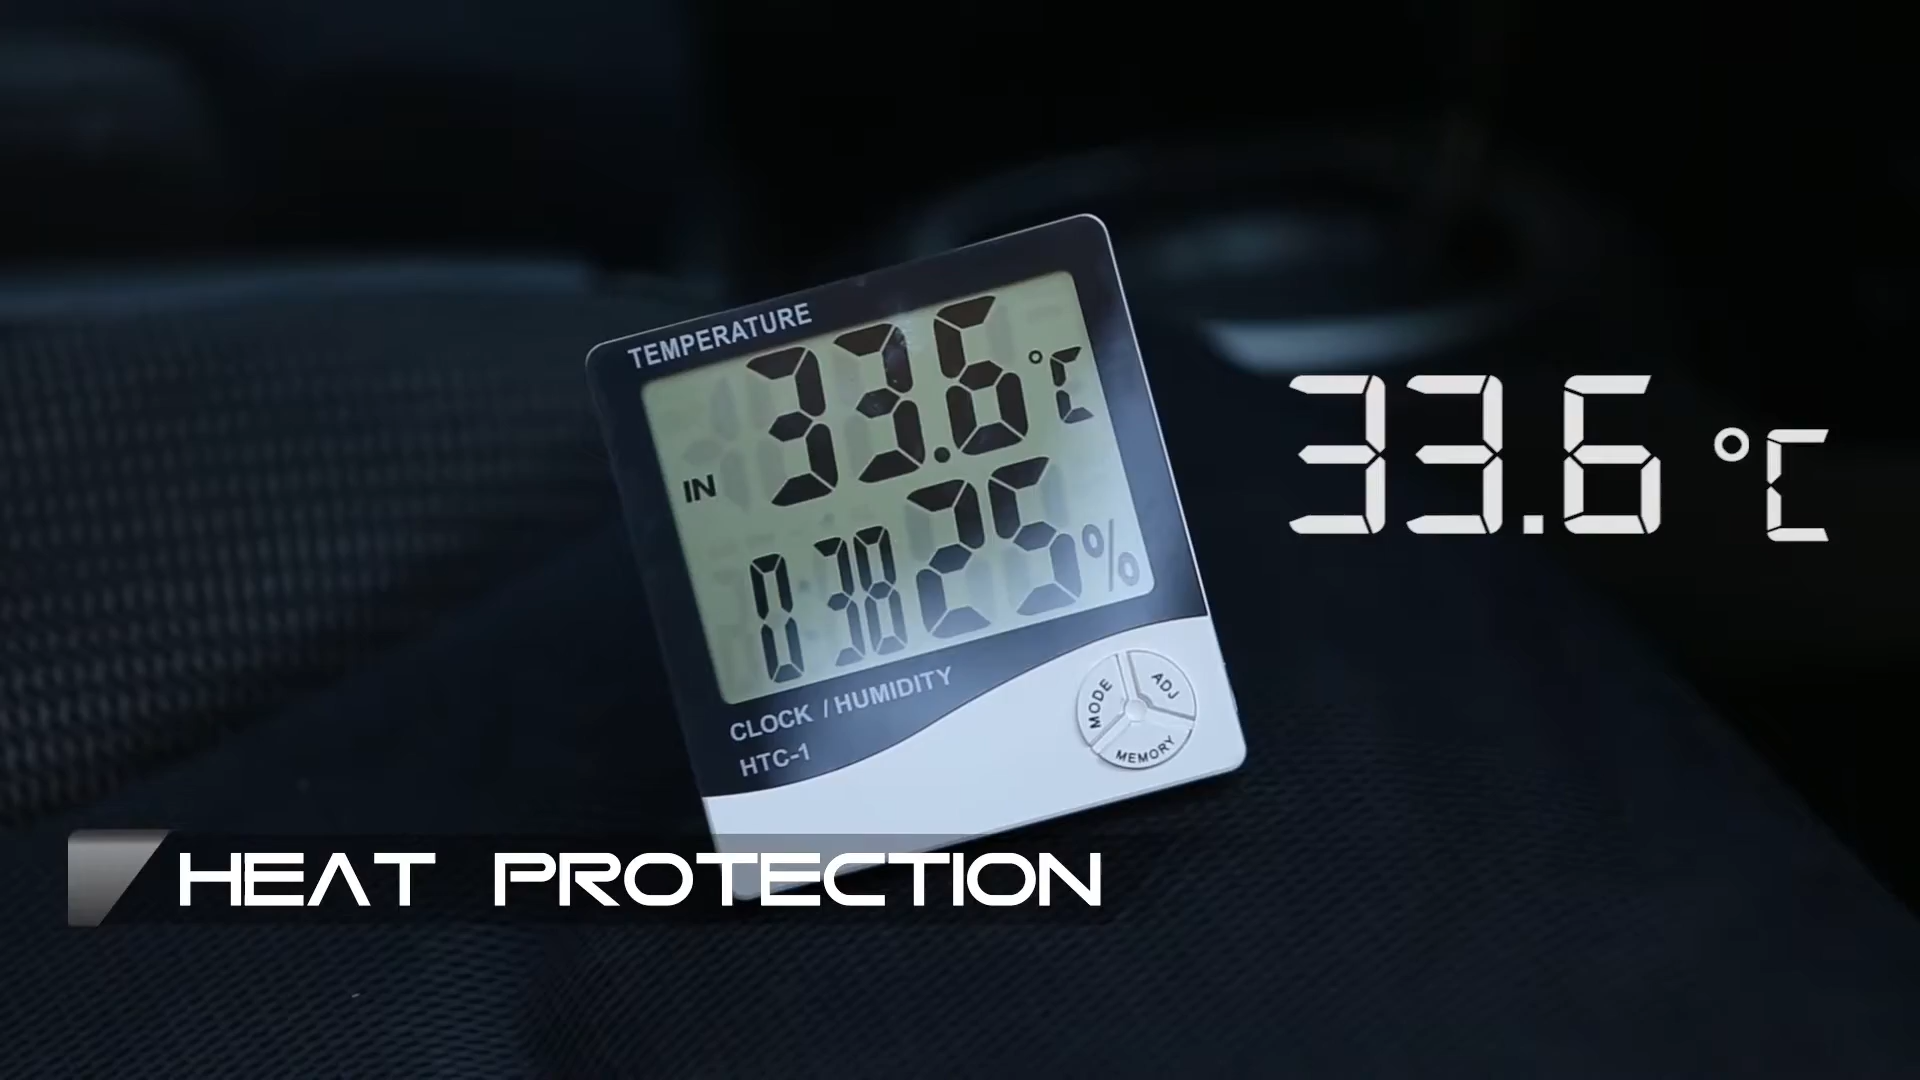 TEMPERATURE
33.6 °C
IN
0:38 25%
CLOCK / HUMIDITY
HTC-1
MODE
ADJ
MEMORY
33.6 °C
HEAT PROTECTION